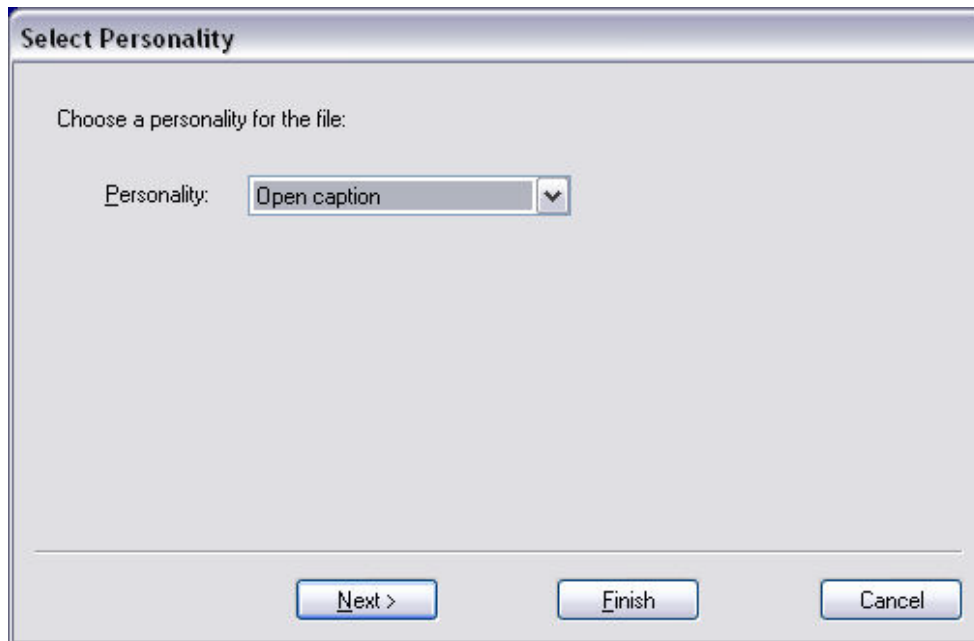 Select Personality
Choose a personality for the file:
Personality: Open caption
Next > Finish Cancel